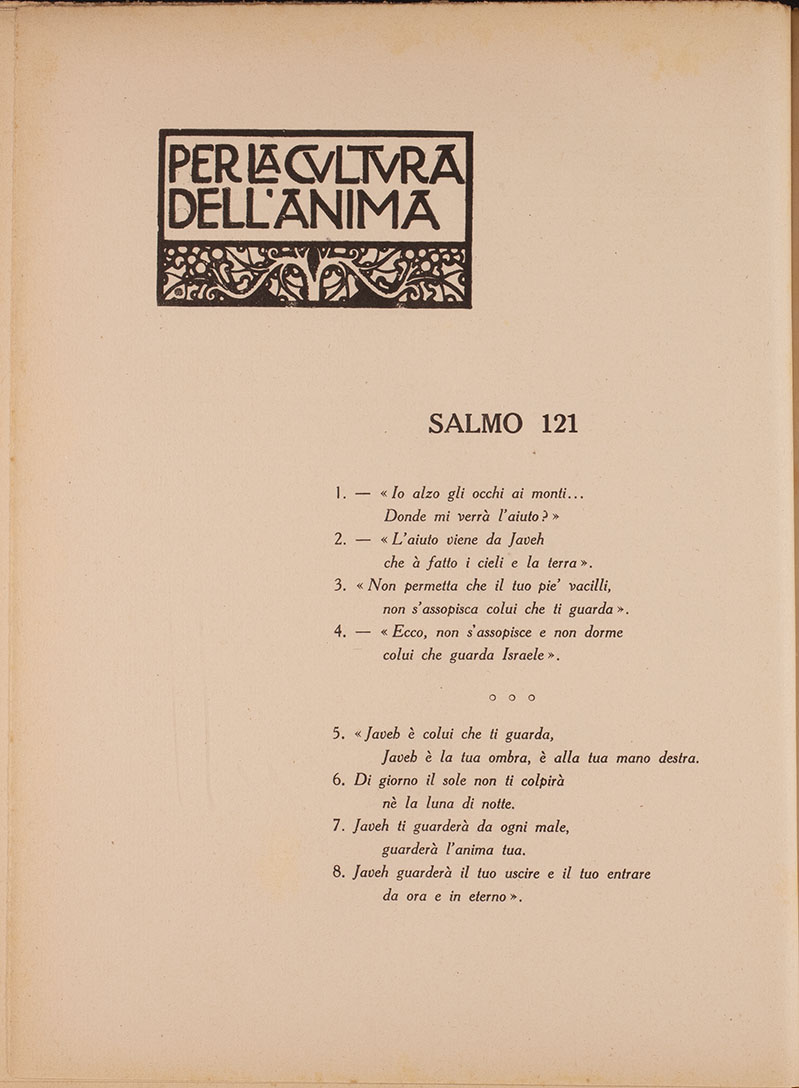 PER LA CVLTVRA
DELL'ANIMA
SALMO 121
1. — « Io alzo gli occhi ai monti...
Donde mi verrà l'aiuto? »
2. — « L'aiuto viene da Javeh
che à fatto i cieli e la terra ».
3. « Non permetta che il tuo pie' vacilli,
non s'assopisca colui che ti guarda ».
4. — « Ecco, non s'assopisce e non dorme
colui che guarda Israele ».
5. « Javeh è colui che ti guarda,
Javeh è la tua ombra, è alla tua mano destra.
6. Di giorno il sole non ti colpirà
nè la luna di notte.
7. Javeh ti guarderà da ogni male,
guarderà l'anima tua.
8. Javeh guarderà il tuo uscire e il tuo entrare
da ora e in eterno ».